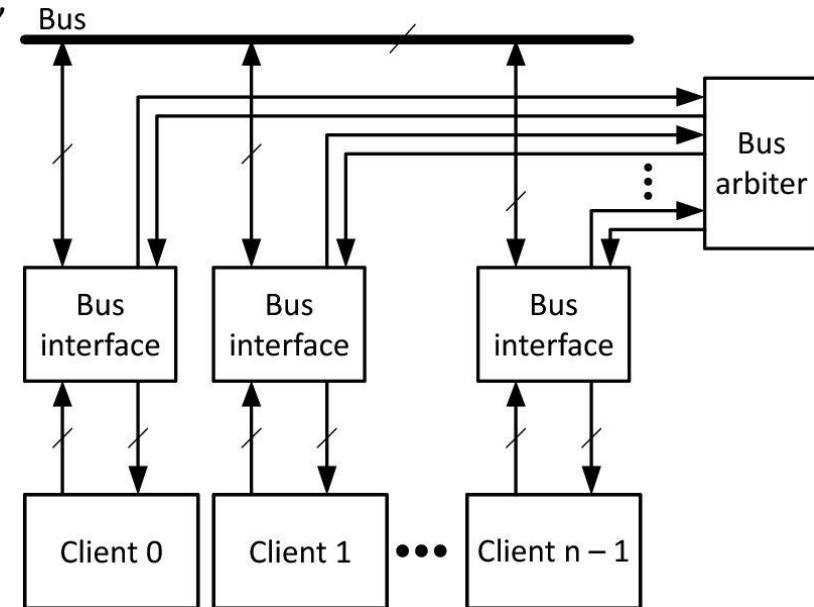 Bus
Bus
arbiter
Bus
interface
Bus
interface
Bus
interface
Client 0
Client 1
Client n – 1